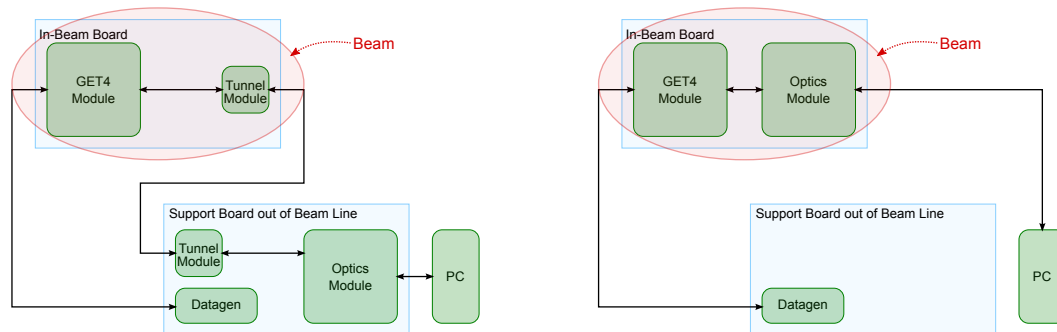 In-Beam Board
Beam
GET4
Module
Tunnel
Module
Support Board out of Beam Line
Tunnel
Module
Optics
Module
PC
Datagen
In-Beam Board
Beam
GET4
Module
Optics
Module
Support Board out of Beam Line
PC
Datagen